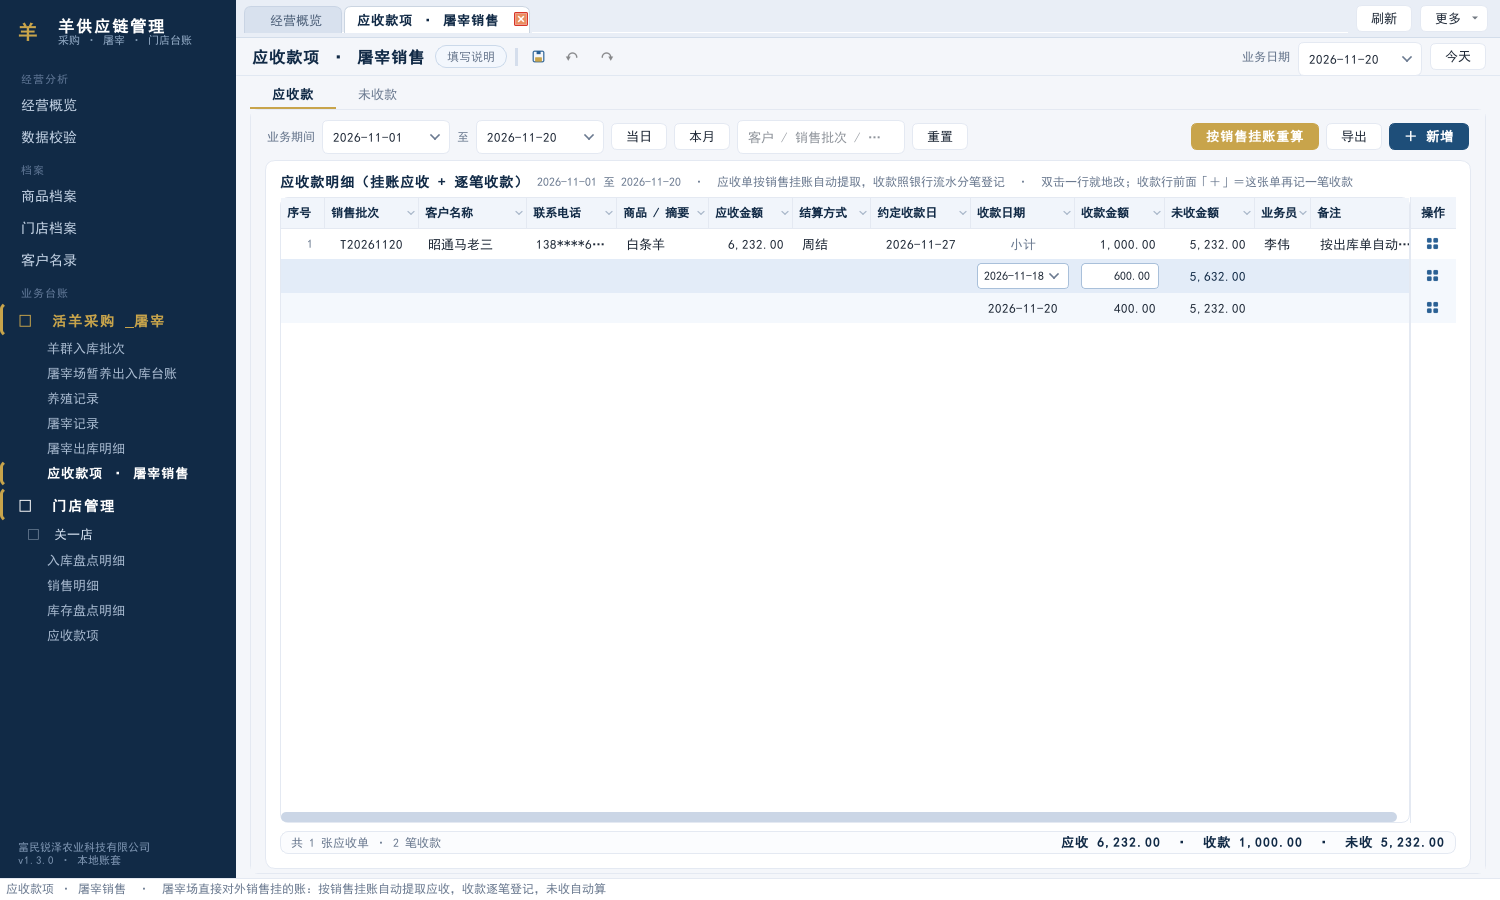 羊 羊供应链管理
采购 · 屠宰 · 门店台账
经营分析
经营概览
数据校验
档案
商品档案
门店档案
客户名录
业务台账
活羊采购 _屠宰
羊群入库批次
屠宰场暂养出入库台账
养殖记录
屠宰记录
屠宰出库明细
应收款项 · 屠宰销售
门店管理
关一店
入库盘点明细
销售明细
库存盘点明细
应收款项
富民锐泽农业科技有限公司
v1.3.0 · 本地账套
经营概览 应收款项 · 屠宰销售 刷新 更多
应收款项 · 屠宰销售 填写说明 业务日期 2026-11-20 今天
应收款 未收款
业务期间 2026-11-01 至 2026-11-20 当日 本月 客户 / 销售批次 / … 重置 按销售挂账重算 导出 ＋ 新增
应收款明细（挂账应收 + 逐笔收款） 2026-11-01 至 2026-11-20 · 应收单按销售挂账自动提取，收款照银行流水分笔登记 · 双击一行就地改；收款行前面「＋」＝这张单再记一笔收款
序号 销售批次 客户名称 联系电话 商品 / 摘要 应收金额 结算方式 约定收款日 收款日期 收款金额 未收金额 业务员 备注 操作
1 T20261120 昭通马老三 138****6… 白条羊 6,232.00 周结 2026-11-27 小计 1,000.00 5,232.00 李伟 按出库单自动…
2026-11-18 600.00 5,632.00
2026-11-20 400.00 5,232.00
共 1 张应收单 · 2 笔收款 应收 6,232.00 · 收款 1,000.00 · 未收 5,232.00
应收款项 · 屠宰销售 · 屠宰场直接对外销售挂的账：按销售挂账自动提取应收，收款逐笔登记，未收自动算